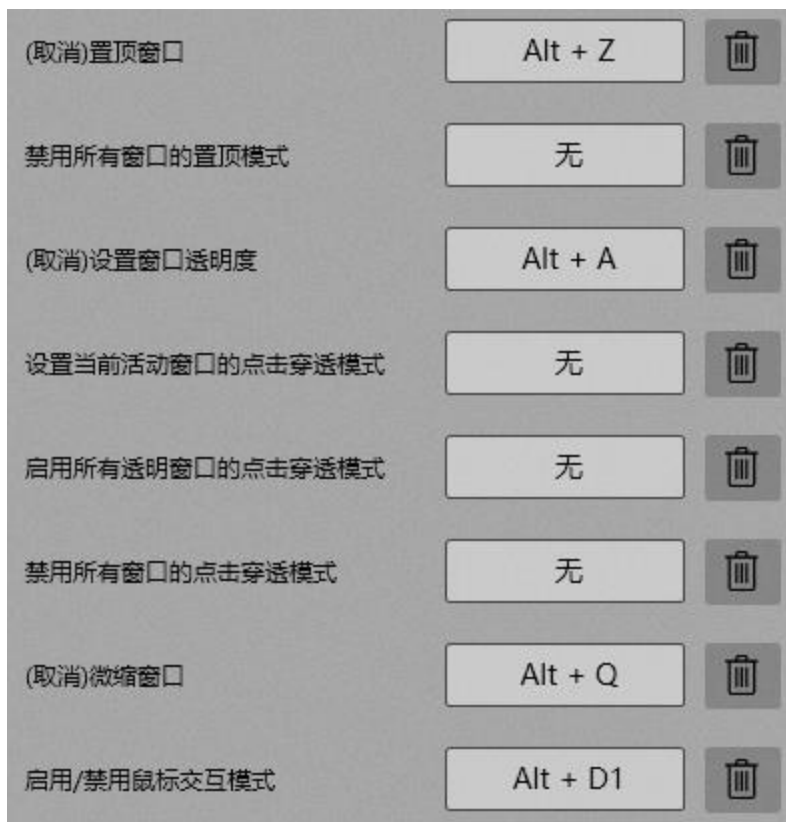 (取消)置顶窗口
Alt + Z
禁用所有窗口的置顶模式
无
(取消)设置窗口透明度
Alt + A
设置当前活动窗口的点击穿透模式
无
启用所有透明窗口的点击穿透模式
无
禁用所有窗口的点击穿透模式
无
(取消)微缩窗口
Alt + Q
启用/禁用鼠标交互模式
Alt + D1